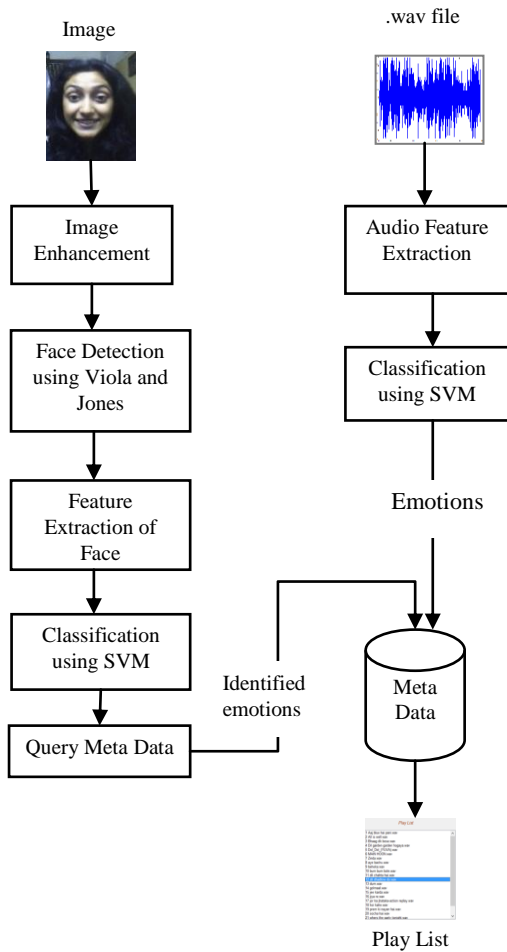 Image
.wav file
Image
Enhancement
Audio Feature
Extraction
Face Detection
using Viola and
Jones
Classification
using SVM
Feature
Extraction of
Face
Emotions
Classification
using SVM
Identified
emotions
Meta
Data
Query Meta Data
Play List
Play List